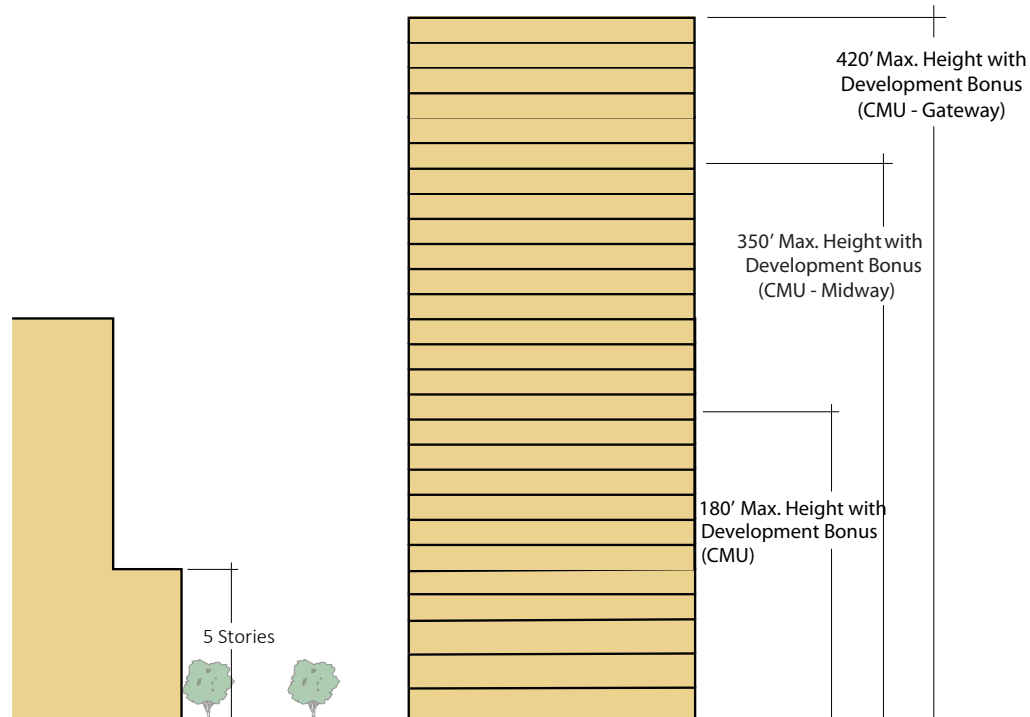 420' Max. Height with
Development Bonus
(CMU - Gateway)
350' Max. Height with
Development Bonus
(CMU - Midway)
180' Max. Height with
Development Bonus
(CMU)
5 Stories